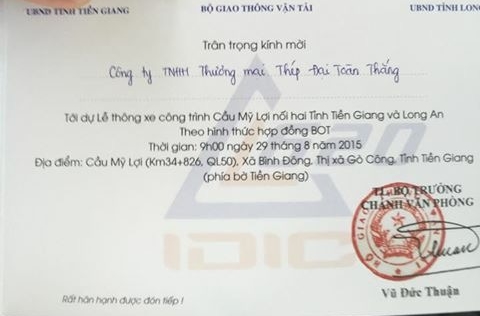 UBND TỈNH TIỀN GIANG
BỘ GIAO THÔNG VẬN TẢI
UBND TỈNH LONG
Trân trọng kính mời
Công ty TNHH Thương mại Thép Đại Toàn Thắng
Tới dự Lễ thông xe công trình Cầu Mỹ Lợi nối hai Tỉnh Tiền Giang và Long An
Theo hình thức hợp đồng BOT
Thời gian: 9h00 ngày 29 tháng 8 năm 2015
Địa điểm: Cầu Mỹ Lợi (Km34+826, QL50), Xã Bình Đông, Thị xã Gò Công, Tỉnh Tiền Giang
(phía bờ Tiền Giang)
TL. BỘ TRƯỞNG
CHÁNH VĂN PHÒNG
IDICO
Vũ Đức Thuận
Rất hân hạnh được đón tiếp !